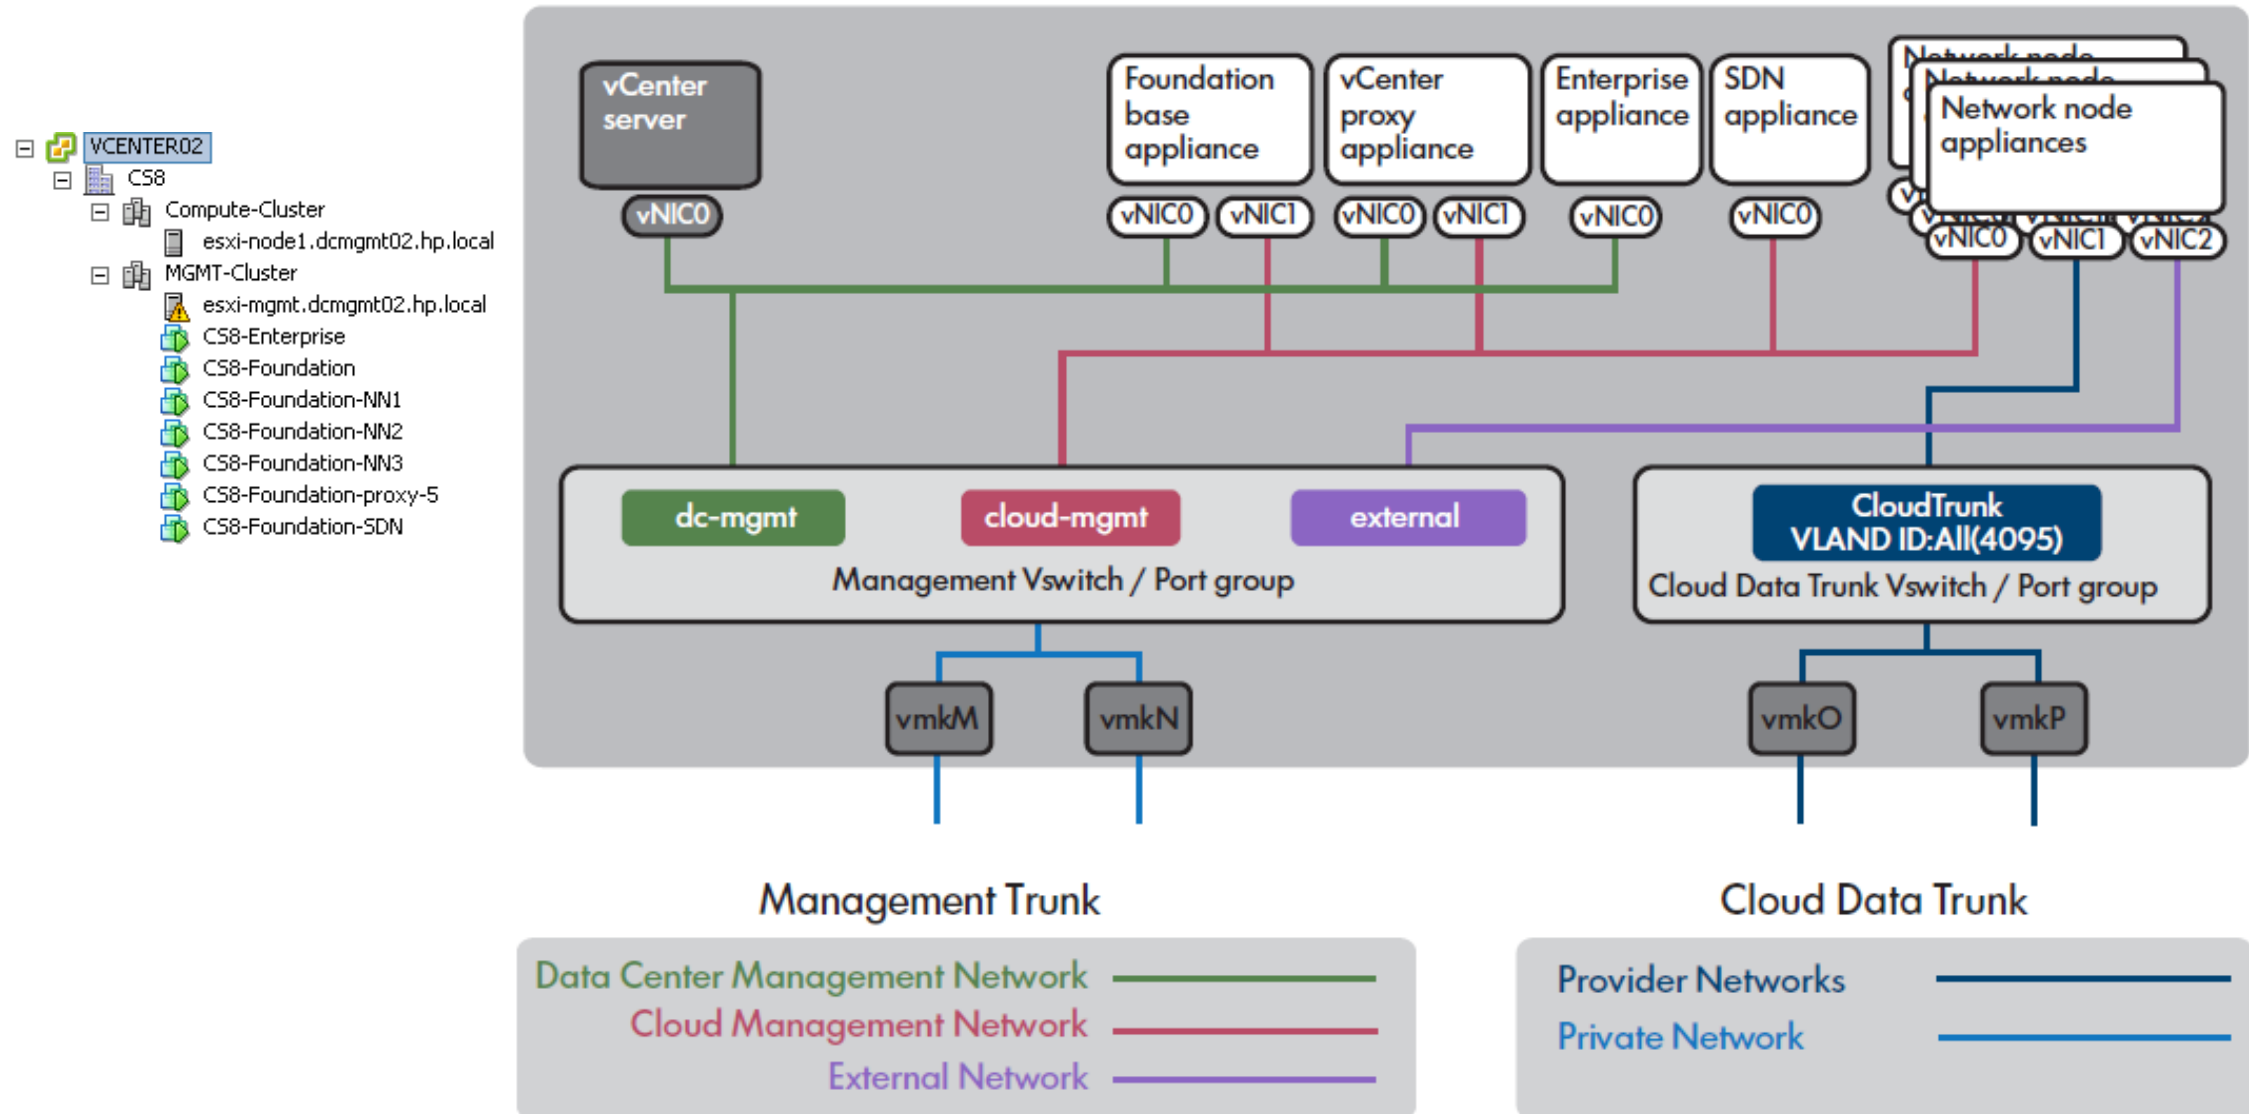 VCENTER02
CS8
Compute-Cluster
esxi-node1.dcmgmt02.hp.local
MGMT-Cluster
esxi-mgmt.dcmgmt02.hp.local
CS8-Enterprise
CS8-Foundation
CS8-Foundation-NN1
CS8-Foundation-NN2
CS8-Foundation-NN3
CS8-Foundation-proxy-5
CS8-Foundation-SDN
vCenter
server
vNIC0
Foundation
base
appliance
vNIC0 vNIC1
vCenter
proxy
appliance
vNIC0 vNIC1
Enterprise
appliance
vNIC0
SDN
appliance
vNIC0
Network node
Network node
Network node
appliances
vNIC0 vNIC1 vNIC2
dc-mgmt
cloud-mgmt
external
Management Vswitch / Port group
CloudTrunk
VLAND ID:All(4095)
Cloud Data Trunk Vswitch / Port group
vmkM
vmkN
vmkO
vmkP
Management Trunk
Data Center Management Network
Cloud Management Network
External Network
Cloud Data Trunk
Provider Networks
Private Network